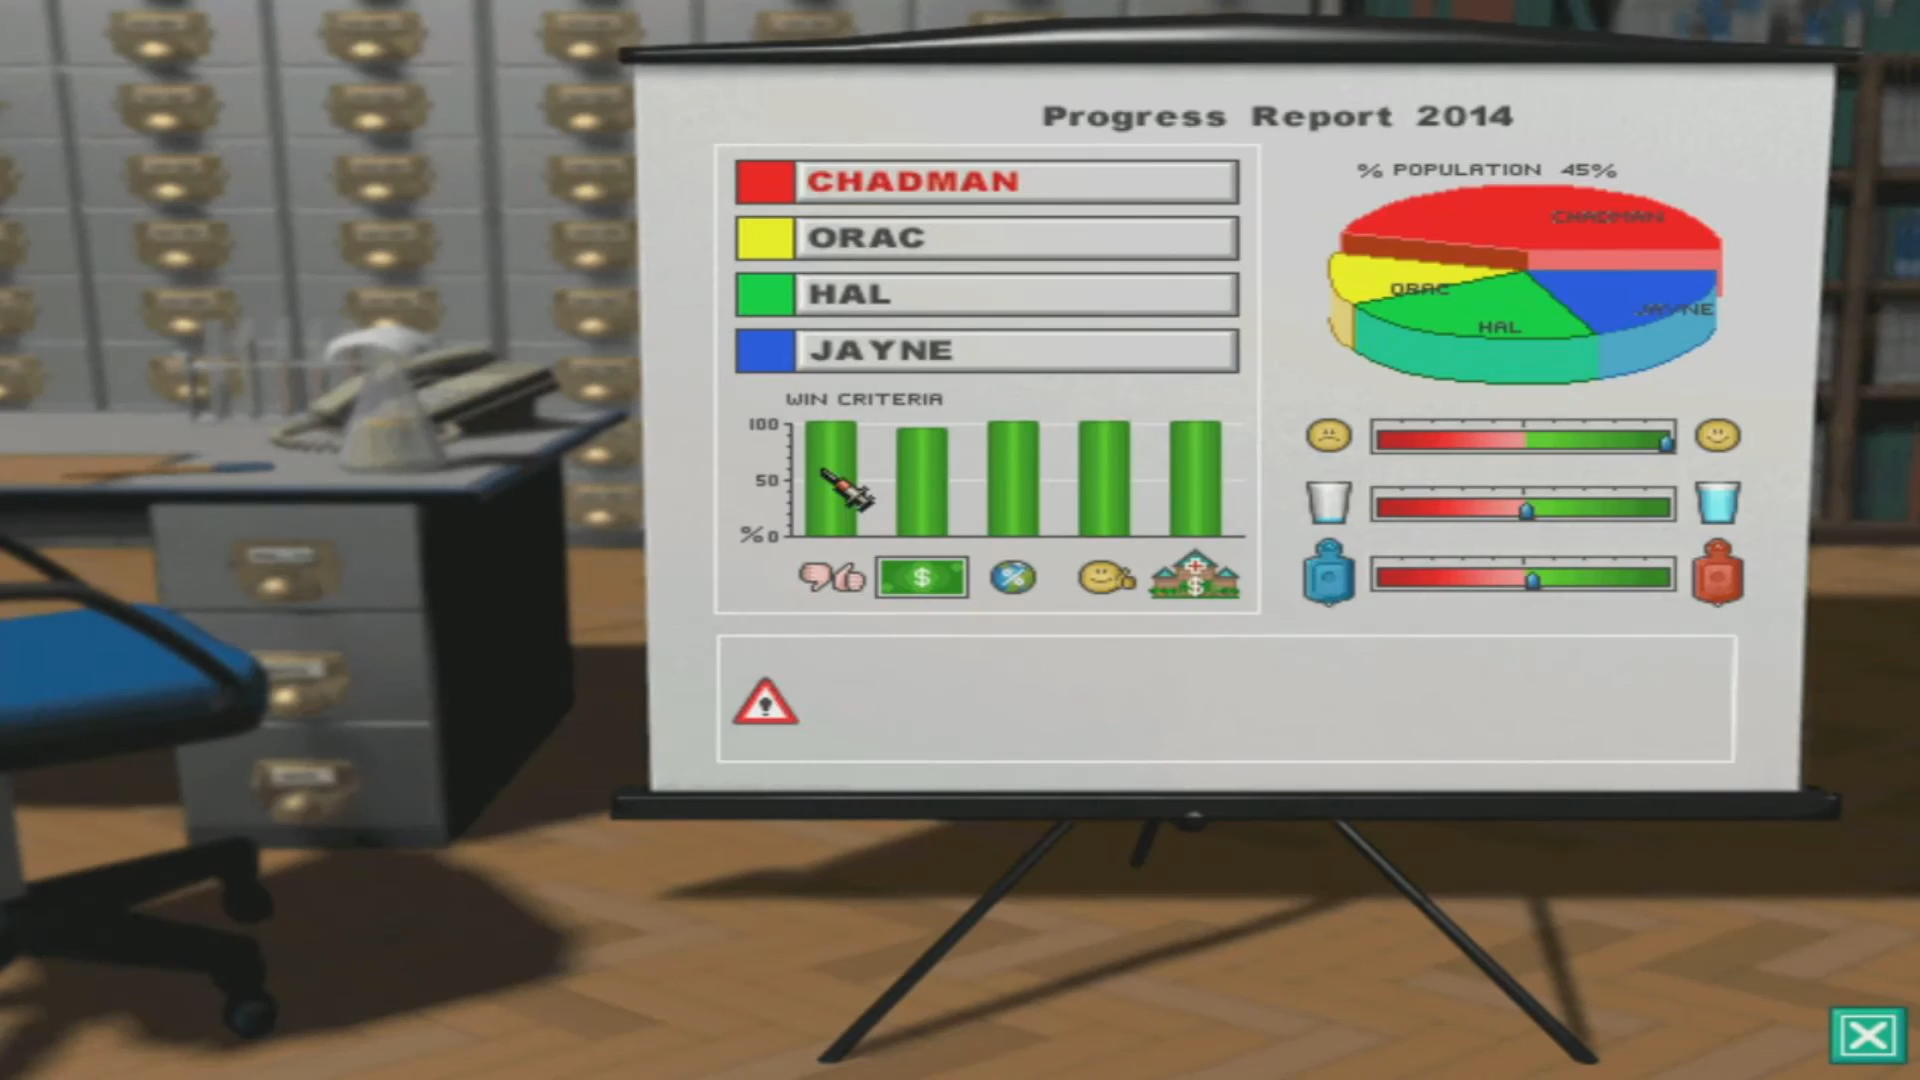 Progress Report 2014
CHADMAN
ORAC
HAL
JAYNE
WIN CRITERIA
100
50
% 0
$
%
$
% POPULATION 45%
CHADMAN
ORAC
HAL
JAYNE